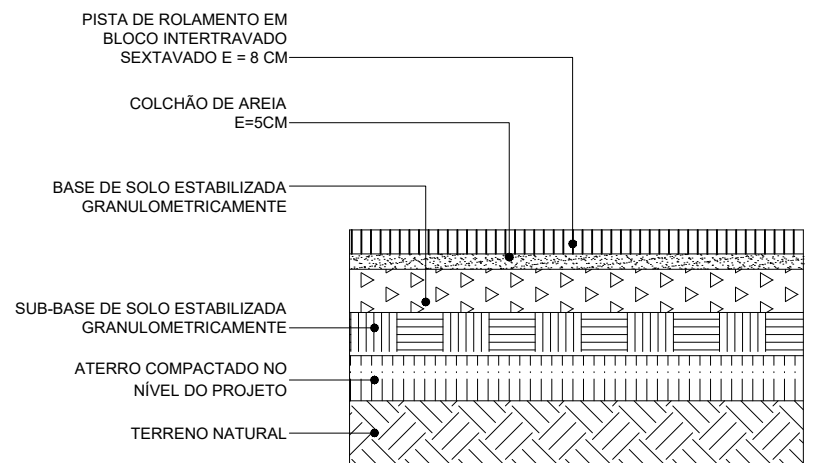 PISTA DE ROLAMENTO EM
BLOCO INTERTRAVADO
SEXTAVADO E = 8 CM
COLCHÃO DE AREIA
E=5CM
BASE DE SOLO ESTABILIZADA
GRANULOMETRICAMENTE
SUB-BASE DE SOLO ESTABILIZADA
GRANULOMETRICAMENTE
ATERRO COMPACTADO NO
NÍVEL DO PROJETO
TERRENO NATURAL